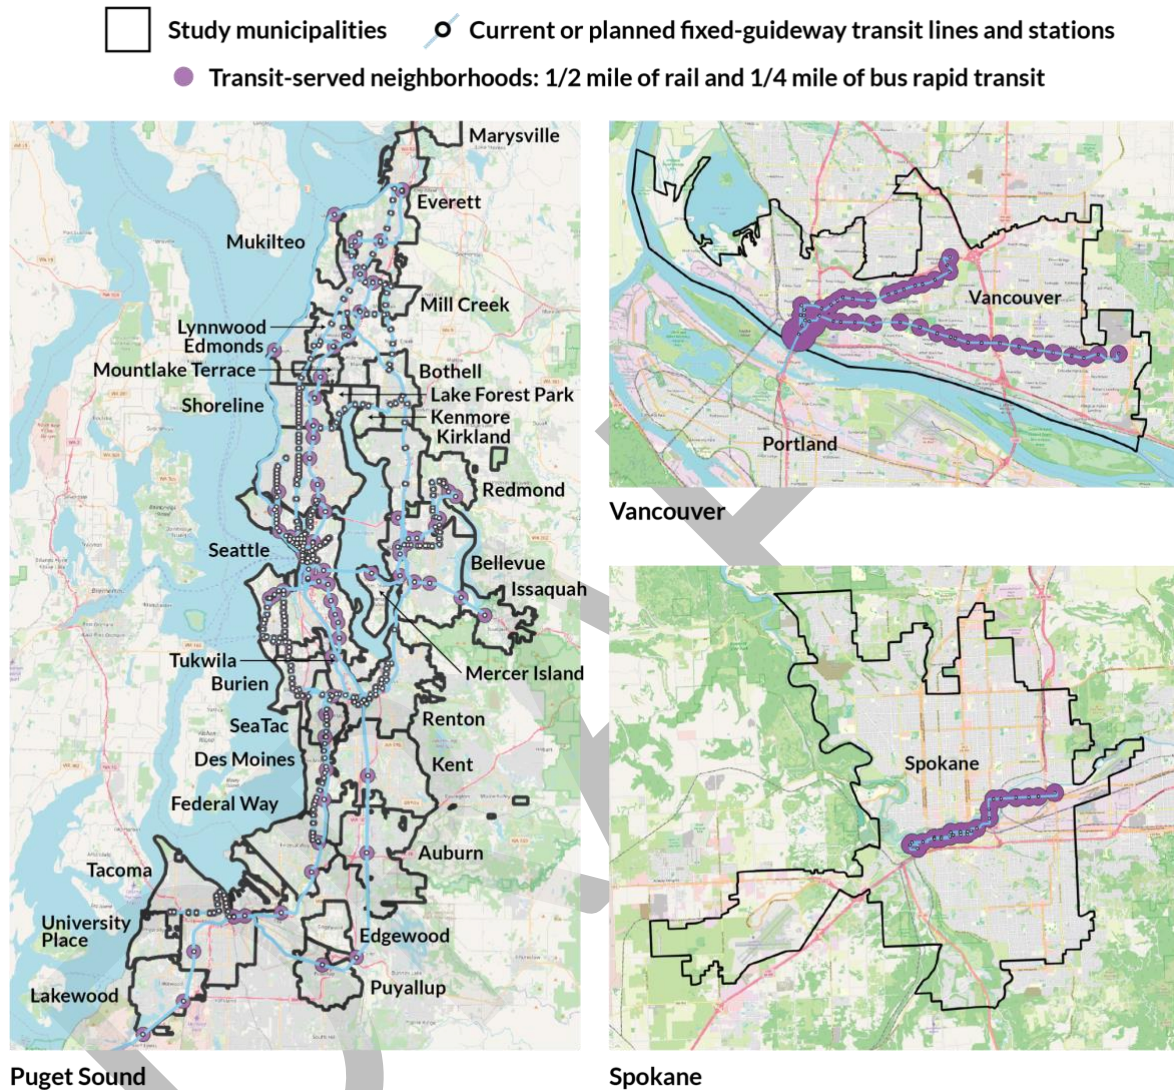 Study municipalities
Current or planned fixed-guideway transit lines and stations
Transit-served neighborhoods: 1/2 mile of rail and 1/4 mile of bus rapid transit
Marysville
Everett
Mukilteo
Mill Creek
Lynnwood
Edmonds
Mountlake Terrace
Bothell
Lake Forest Park
Shoreline
Kenmore
Kirkland
Redmond
Seattle
Bellevue
Issaquah
Tukwila
Mercer Island
Burien
SeaTac
Renton
Des Moines
Kent
Federal Way
Auburn
Tacoma
University
Place
Edgewood
Lakewood
Puyallup
Puget Sound
Vancouver
Portland
Vancouver
Spokane
Spokane